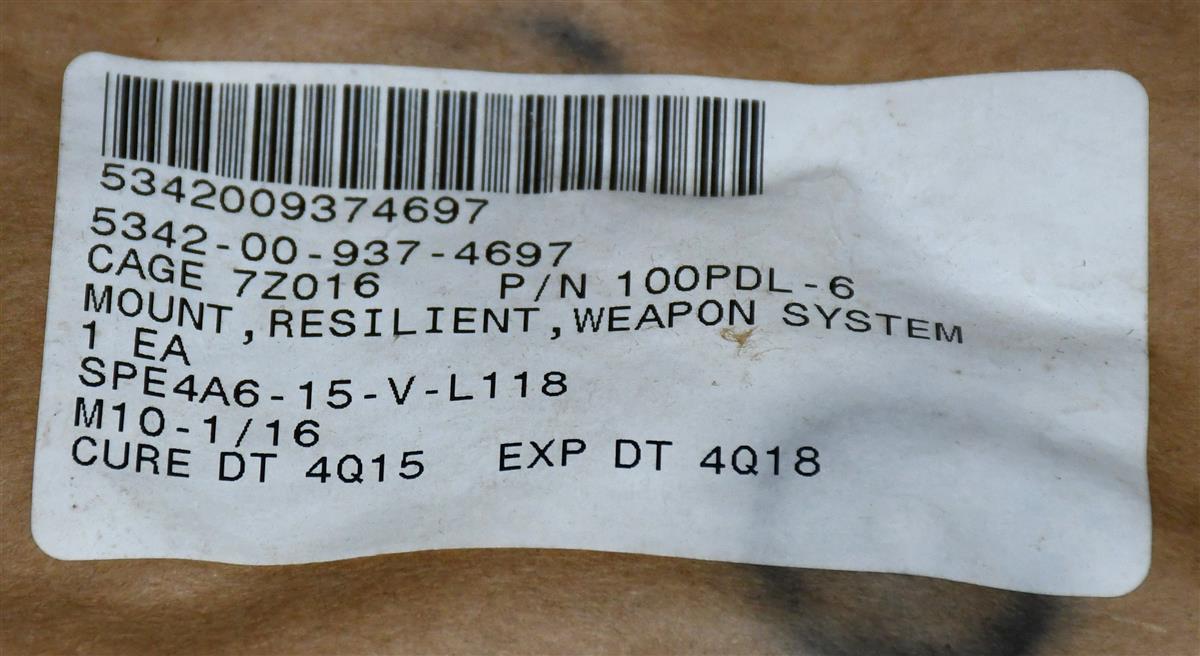 5342009374697
5342-00-937-4697
CAGE 7Z016 P/N 100PDL-6
MOUNT,RESILIENT,WEAPON SYSTEM
1 EA
SPE4A6-15-V-L118
M10-1/16
CURE DT 4Q15 EXP DT 4Q18